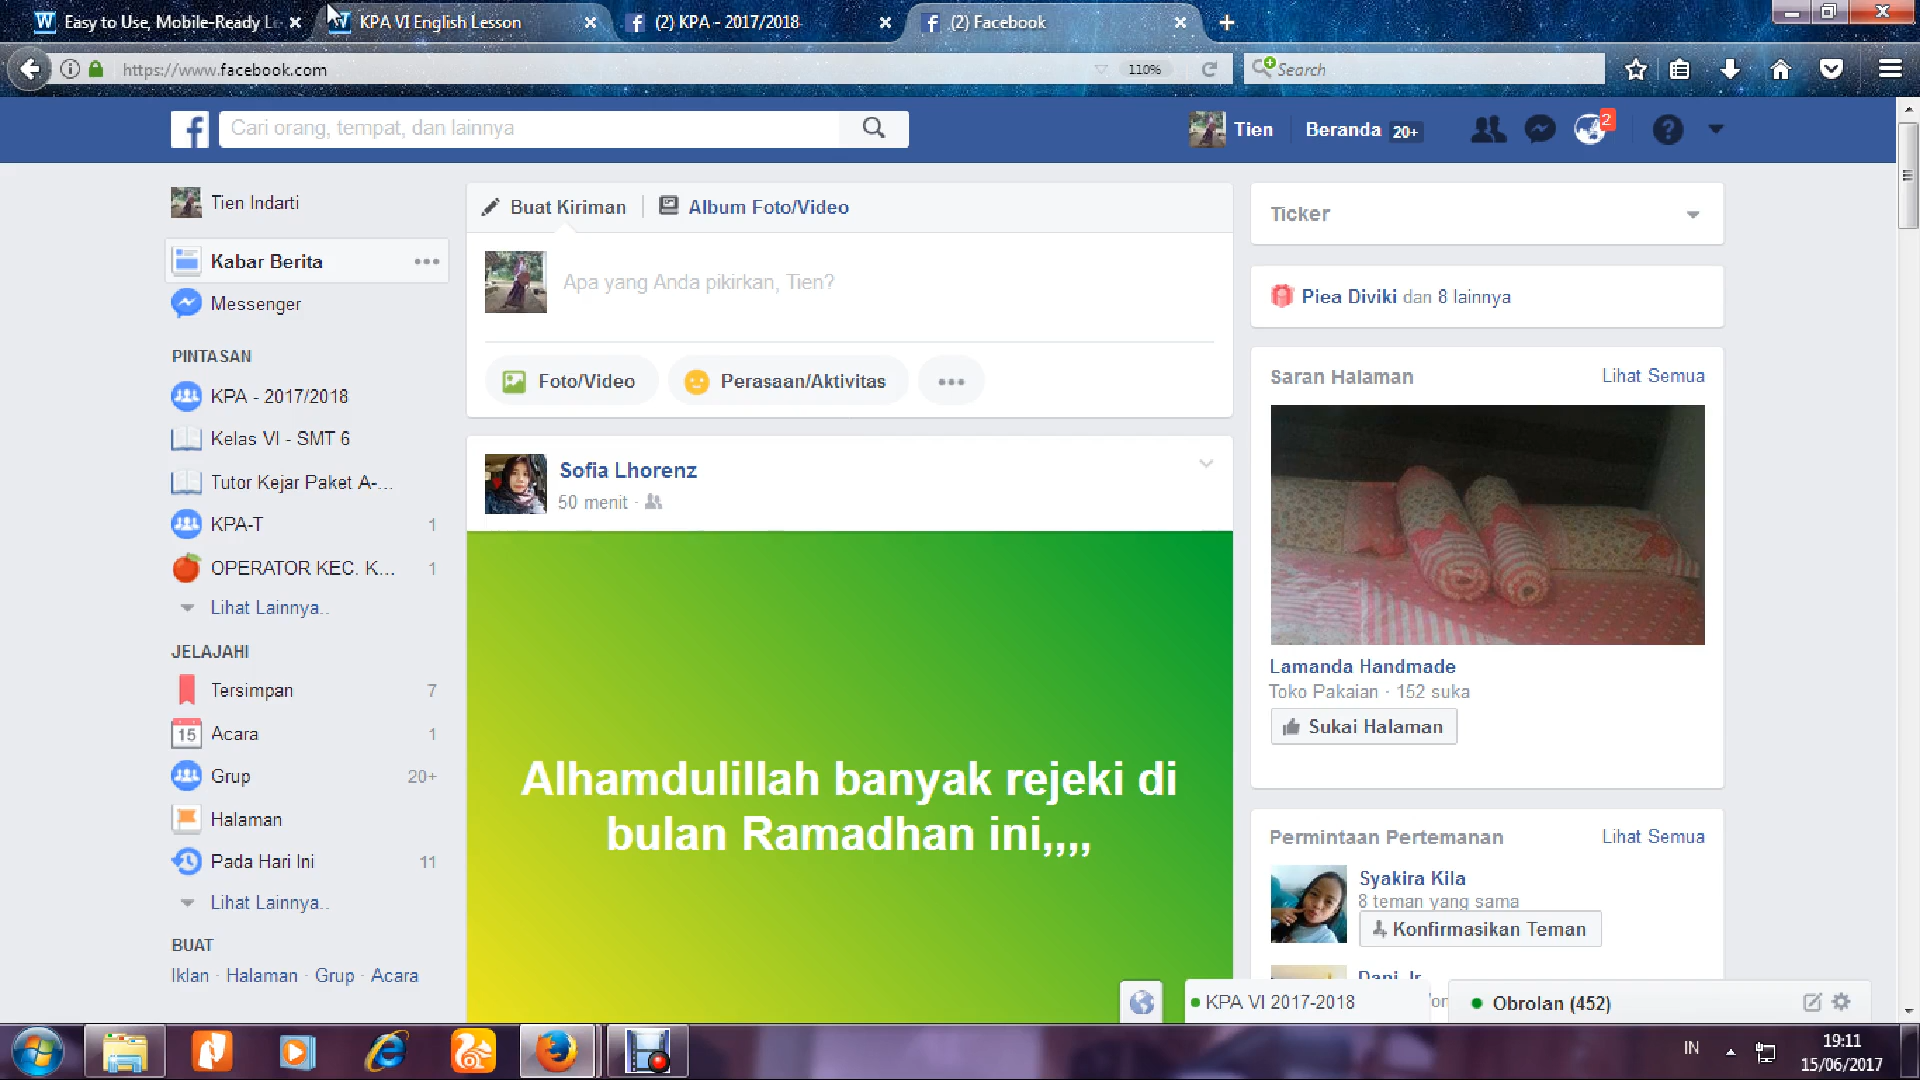 Easy to Use, Mobile-Ready L
KPA VI English Lesson
(2) KPA - 2017/2018
(2) Facebook
https://www.facebook.com
110%
Search
Cari orang, tempat, dan lainnya
Tien
Beranda 20+
2
Tien Indarti
Kabar Berita
Messenger
PINTASAN
KPA - 2017/2018
Kelas VI - SMT 6
Tutor Kejar Paket A-...
KPA-T 1
OPERATOR KEC. K... 1
Lihat Lainnya..
JELAJAHI
Tersimpan 7
15 Acara 1
Grup 20+
Halaman
Pada Hari Ini 11
Lihat Lainnya..
BUAT
Iklan · Halaman · Grup · Acara
Buat Kiriman
Album Foto/Video
Apa yang Anda pikirkan, Tien?
Foto/Video
Perasaan/Aktivitas
Sofia Lhorenz
50 menit ·
Alhamdulillah banyak rejeki di
bulan Ramadhan ini,,,,
Ticker
Piea Diviki dan 8 lainnya
Saran Halaman
Lihat Semua
Lamanda Handmade
Toko Pakaian · 152 suka
Sukai Halaman
Permintaan Pertemanan
Lihat Semua
Syakira Kila
8 teman yang sama
Konfirmasikan Teman
KPA VI 2017-2018
Obrolan (452)
IN
19:11
15/06/2017